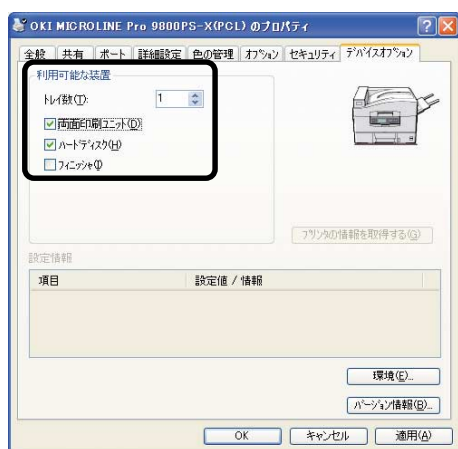 OKI MICROLINE Pro 9800PS-X(PCL) のプロパティ
全般 共有 ポート 詳細設定 色の管理 オプション セキュリティ デバイスオプション
利用可能な装置
トレイ数(T): 1
両面印刷ユニット(D)
ハードディスク(H)
フィニッシャ(I)
プリンタの情報を取得する(G)
設定情報
項目 設定値 / 情報
環境(E)...
バージョン情報(B)...
OK キャンセル 適用(A)